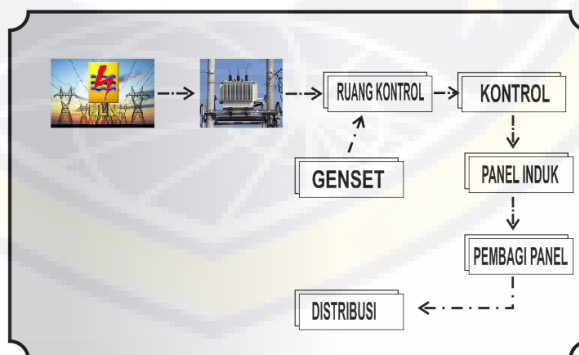 PLN
RUANG KONTROL
KONTROL
GENSET
PANEL INDUK
PEMBAGI PANEL
DISTRIBUSI